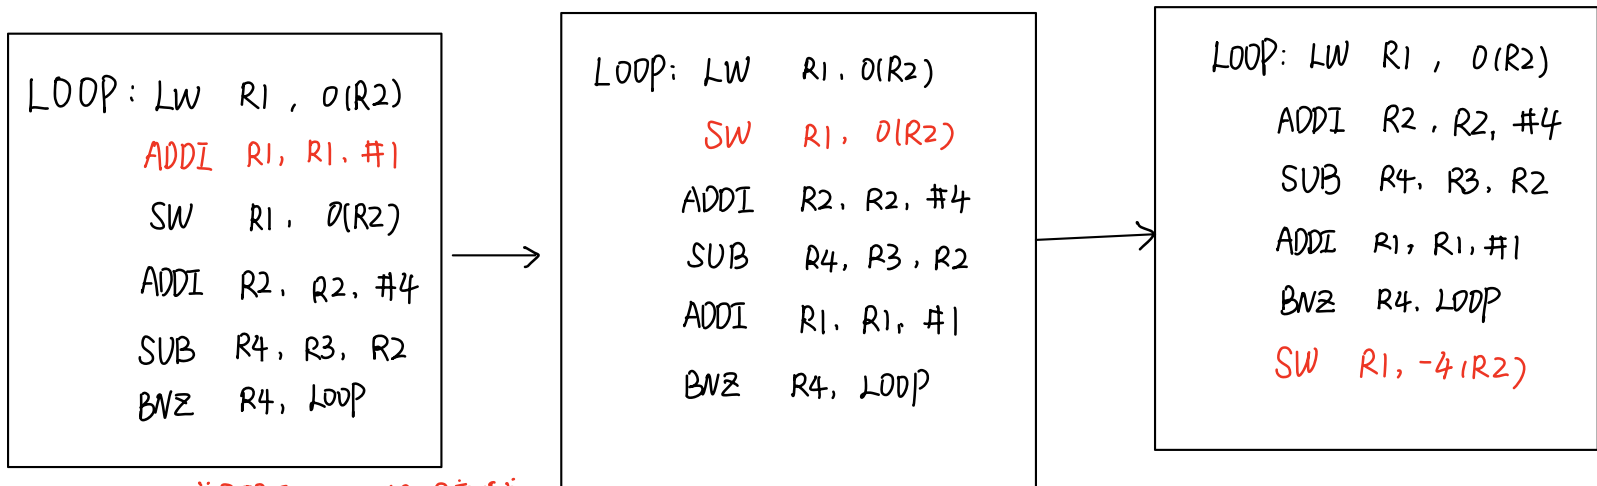 LOOP: LW R1, 0(R2)
ADDI R1, R1, #1
SW R1, 0(R2)
ADDI R2, R2, #4
SUB R4, R3, R2
BNZ R4, LOOP
LOOP: LW R1, 0(R2)
SW R1, 0(R2)
ADDI R2, R2, #4
SUB R4, R3, R2
ADDI R1, R1, #1
BNZ R4, LOOP
LOOP: LW R1, 0(R2)
ADDI R2, R2, #4
SUB R4, R3, R2
ADDI R1, R1, #1
BNZ R4, LOOP
SW R1, -4(R2)